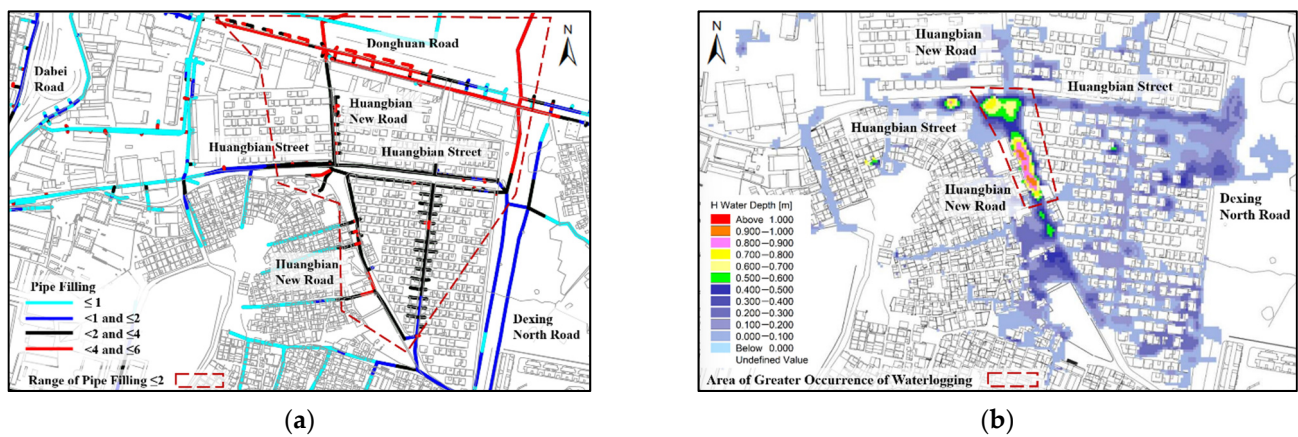 N
Donghuan Road
Dabei
Road
Huangbian
New Road
Huangbian Street
Huangbian Street
Huangbian
New Road
Dexing
North Road
Pipe Filling
≤ 1
<1 and ≤2
<2 and ≤4
<4 and ≤6
Range of Pipe Filling ≤2
(a)
N
Huangbian
New Road
Huangbian Street
Huangbian Street
Huangbian
New Road
Dexing
North Road
H Water Depth [m]
Above 1.000
0.900-1.000
0.800-0.900
0.700-0.800
0.600-0.700
0.500-0.600
0.400-0.500
0.300-0.400
0.200-0.300
0.100-0.200
0.000-0.100
Below 0.000
Undefined Value
Area of Greater Occurrence of Waterlogging
(b)